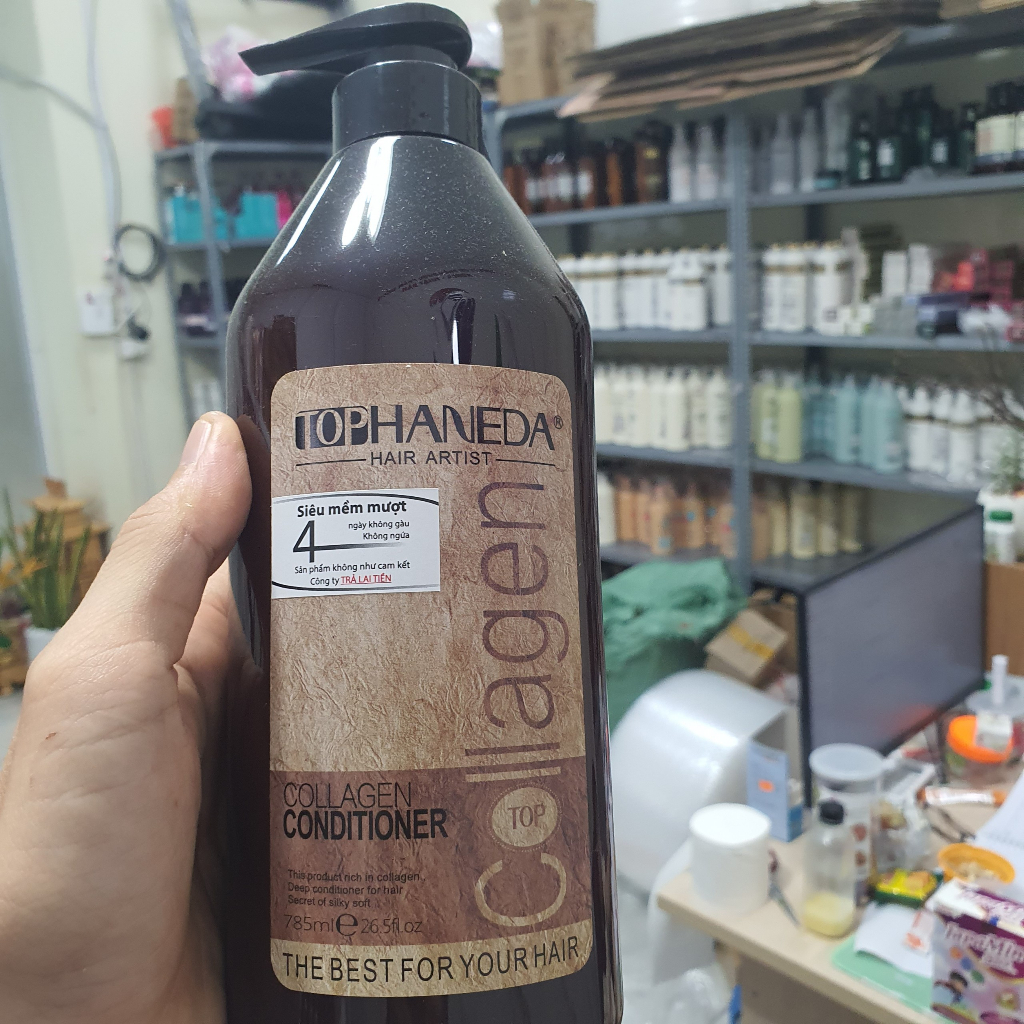 TOPHANEDA®
HAIR ARTIST
Siêu mềm mượt
4
ngày không gàu
Không ngứa
Sản phẩm không như cam kết
Công ty TRẢ LẠI TIỀN
Collagen
TOP
COLLAGEN
CONDITIONER
This product rich in collagen,
Deep conditioner for hair
Secret of silky soft
785ml e 26.5fl.oz
THE BEST FOR YOUR HAIR